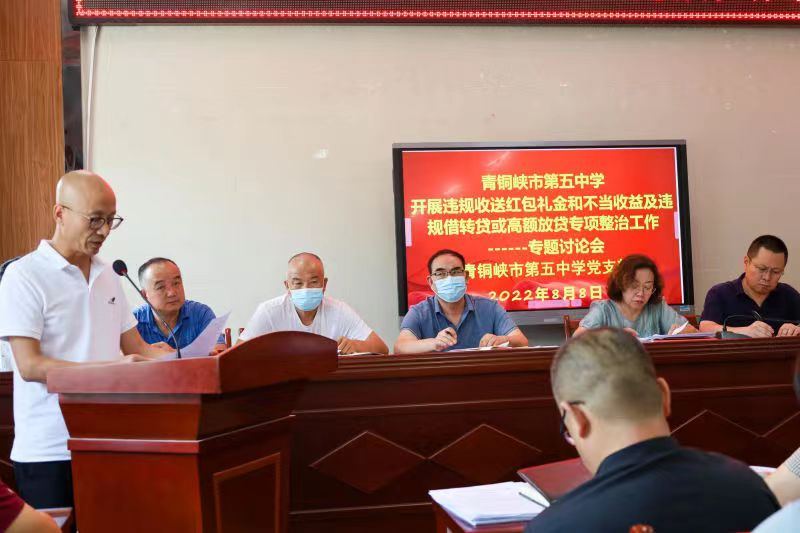 青铜峡市第五中学
开展违规收送红包礼金和不当收益及违
规借转贷或高额放贷专项整治工作
------专题讨论会
青铜峡市第五中学党支
2022年8月8